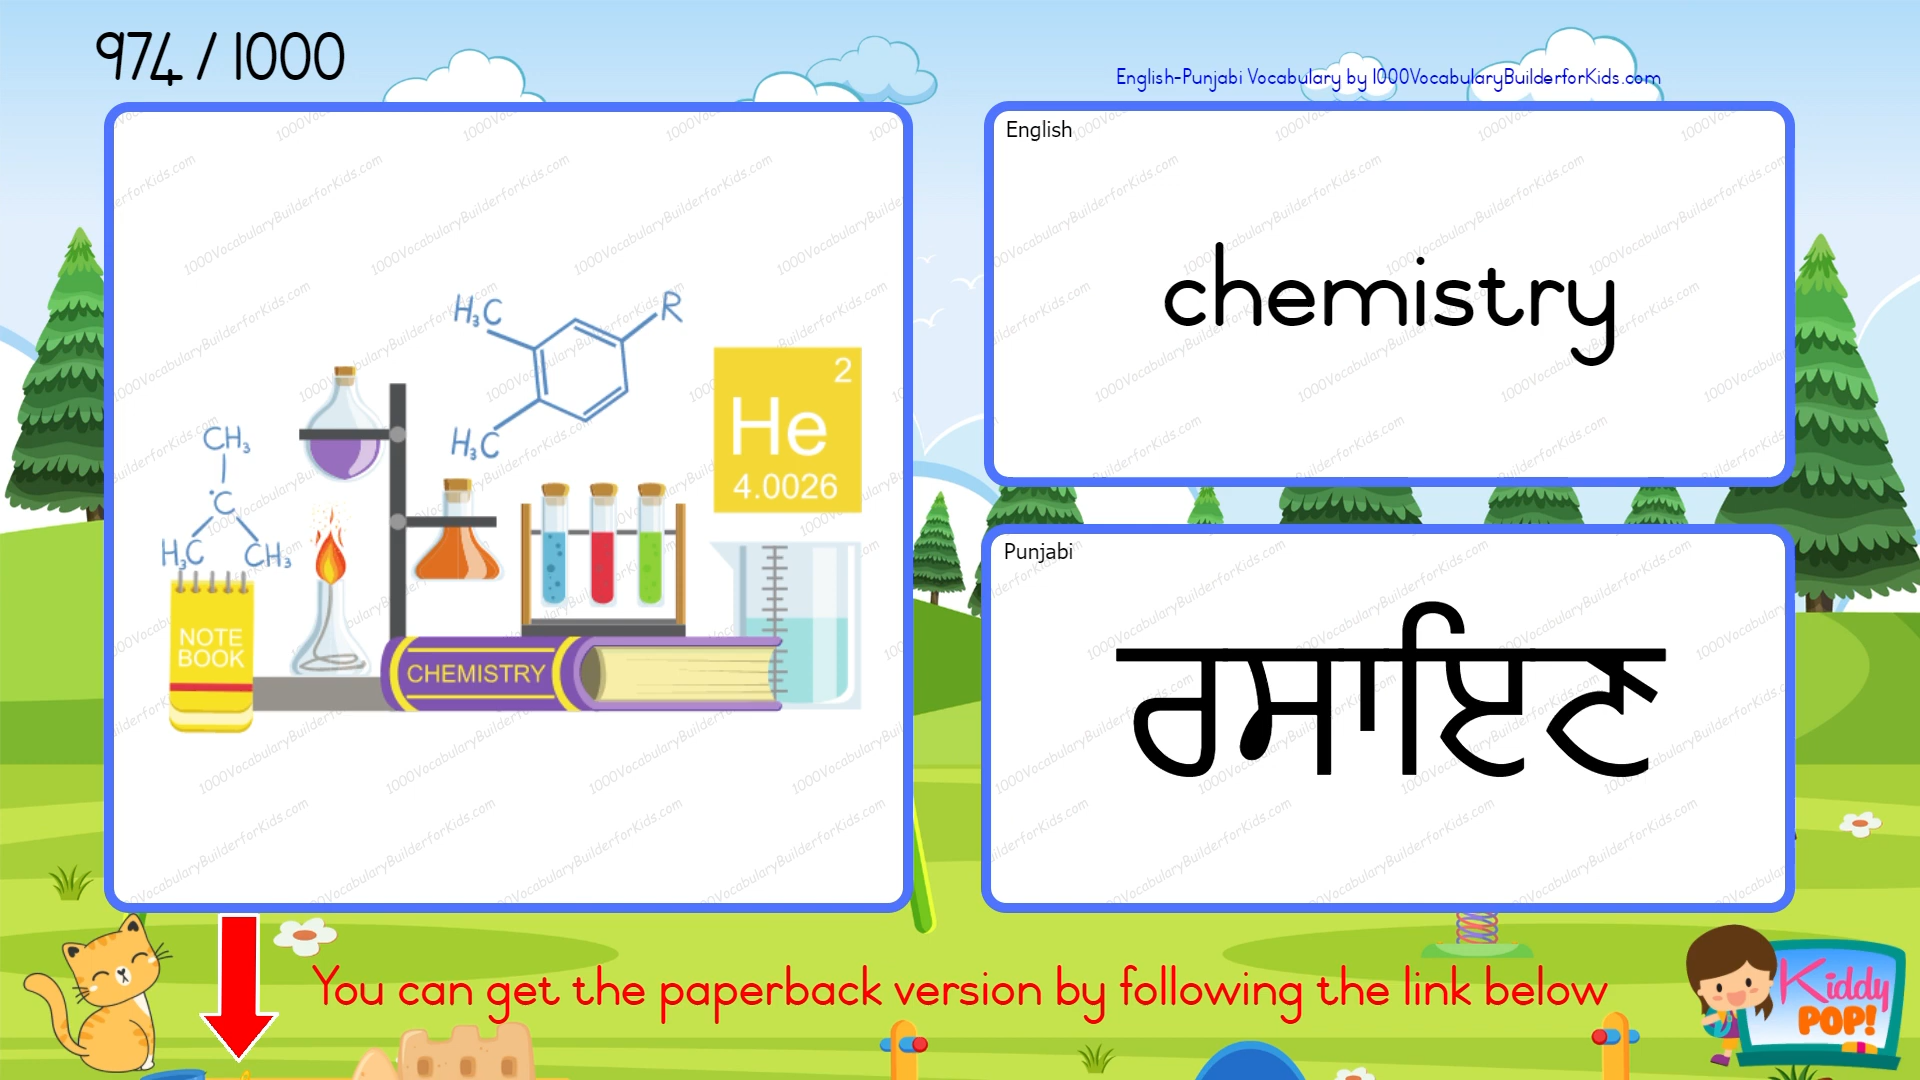 974 / 1000
English-Punjabi Vocabulary by 1000VocabularyBuilderforKids.com
English
chemistry
H₃C
R
H₃C
CH₃
·C
H₃C
CH₃
2
He
4.0026
NOTE
BOOK
CHEMISTRY
Punjabi
ਰਸਾਇਣ
You can get the paperback version by following the link below
Kiddy
POP!
1000VocabularyBuilderforKids.com